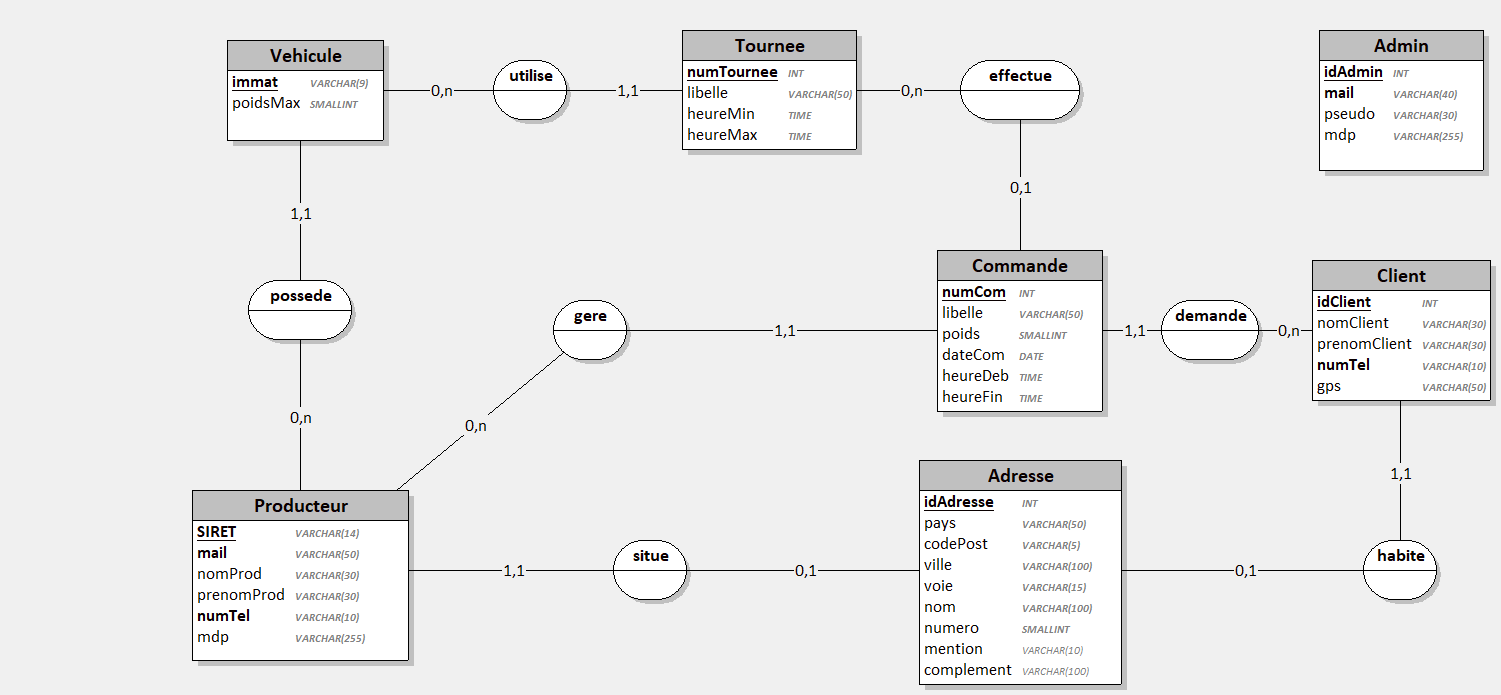 Vehicule
immat VARCHAR(9)
poidsMax SMALLINT
0,n
utilise
1,1
Tournee
numTournee INT
libelle VARCHAR(50)
heureMin TIME
heureMax TIME
0,n
effectue
Admin
idAdmin INT
mail VARCHAR(40)
pseudo VARCHAR(30)
mdp VARCHAR(255)
1,1
0,1
possede
gere
1,1
Commande
numCom INT
libelle VARCHAR(50)
poids SMALLINT
dateCom DATE
heureDeb TIME
heureFin TIME
1,1
demande
0,n
Client
idClient INT
nomClient VARCHAR(30)
prenomClient VARCHAR(30)
numTel VARCHAR(10)
gps VARCHAR(50)
0,n
0,n
1,1
Producteur
SIRET VARCHAR(14)
mail VARCHAR(50)
nomProd VARCHAR(30)
prenomProd VARCHAR(30)
numTel VARCHAR(10)
mdp VARCHAR(255)
1,1
situe
0,1
Adresse
idAdresse INT
pays VARCHAR(50)
codePost VARCHAR(5)
ville VARCHAR(100)
voie VARCHAR(15)
nom VARCHAR(100)
numero SMALLINT
mention VARCHAR(10)
complement VARCHAR(100)
0,1
habite